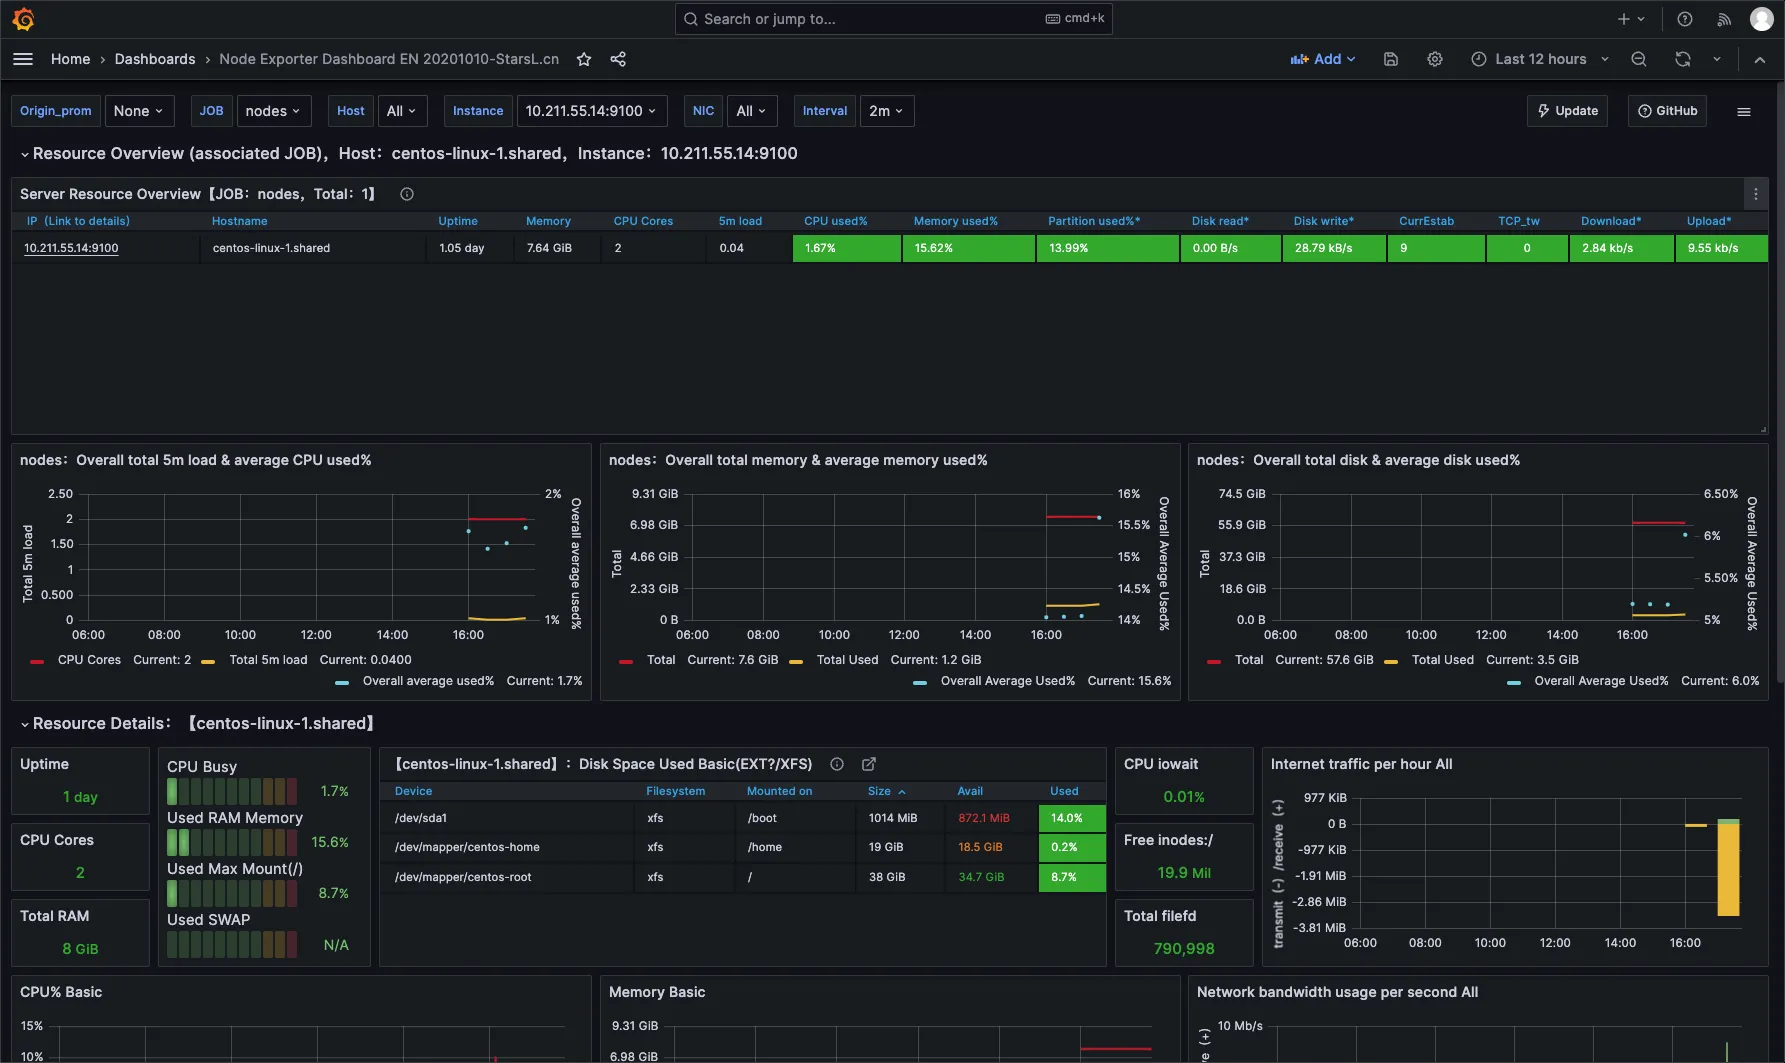 Search or jump to... cmd+k
Home › Dashboards › Node Exporter Dashboard EN 20201010-StarsL.cn Add Last 12 hours
Origin_prom None JOB nodes Host All Instance 10.211.55.14:9100 NIC All Interval 2m Update GitHub
Resource Overview (associated JOB)，Host：centos-linux-1.shared，Instance：10.211.55.14:9100
Server Resource Overview【JOB：nodes，Total：1】
IP（Link to details) Hostname Uptime Memory CPU Cores 5m load CPU used% Memory used% Partition used%* Disk read* Disk write* CurrEstab TCP_tw Download* Upload*
10.211.55.14:9100 centos-linux-1.shared 1.05 day 7.64 GiB 2 0.04 1.67% 15.62% 13.99% 0.00 B/s 28.79 kB/s 9 0 2.84 kb/s 9.55 kb/s
nodes：Overall total 5m load & average CPU used%
Total 5m load
2.50
2
1.50
1
0.500
0
2%
1%
Overall average used%
06:00 08:00 10:00 12:00 14:00 16:00
CPU Cores Current: 2 Total 5m load Current: 0.0400
Overall average used% Current: 1.7%
nodes：Overall total memory & average memory used%
Total
9.31 GiB
6.98 GiB
4.66 GiB
2.33 GiB
0 B
16%
15.5%
15%
14.5%
14%
Overall Average Used%
06:00 08:00 10:00 12:00 14:00 16:00
Total Current: 7.6 GiB Total Used Current: 1.2 GiB
Overall Average Used% Current: 15.6%
nodes：Overall total disk & average disk used%
Total
74.5 GiB
55.9 GiB
37.3 GiB
18.6 GiB
0.0 B
6.50%
6%
5.50%
5%
Overall Average Used%
06:00 08:00 10:00 12:00 14:00 16:00
Total Current: 57.6 GiB Total Used Current: 3.5 GiB
Overall Average Used% Current: 6.0%
Resource Details：【centos-linux-1.shared】
Uptime
1 day
CPU Cores
2
Total RAM
8 GiB
CPU Busy
1.7%
Used RAM Memory
15.6%
Used Max Mount(/)
8.7%
Used SWAP
N/A
【centos-linux-1.shared】：Disk Space Used Basic(EXT?/XFS)
Device Filesystem Mounted on Size Avail Used
/dev/sda1 xfs /boot 1014 MiB 872.1 MiB 14.0%
/dev/mapper/centos-home xfs /home 19 GiB 18.5 GiB 0.2%
/dev/mapper/centos-root xfs / 38 GiB 34.7 GiB 8.7%
CPU iowait
0.01%
Free inodes:/
19.9 Mil
Total filefd
790,998
Internet traffic per hour All
transmit (-) /receive (+)
977 KiB
0 B
-977 KiB
-1.91 MiB
-2.86 MiB
-3.81 MiB
06:00 08:00 10:00 12:00 14:00 16:00
CPU% Basic
15%
10%
Memory Basic
9.31 GiB
6.98 GiB
Network bandwidth usage per second All
10 Mb/s